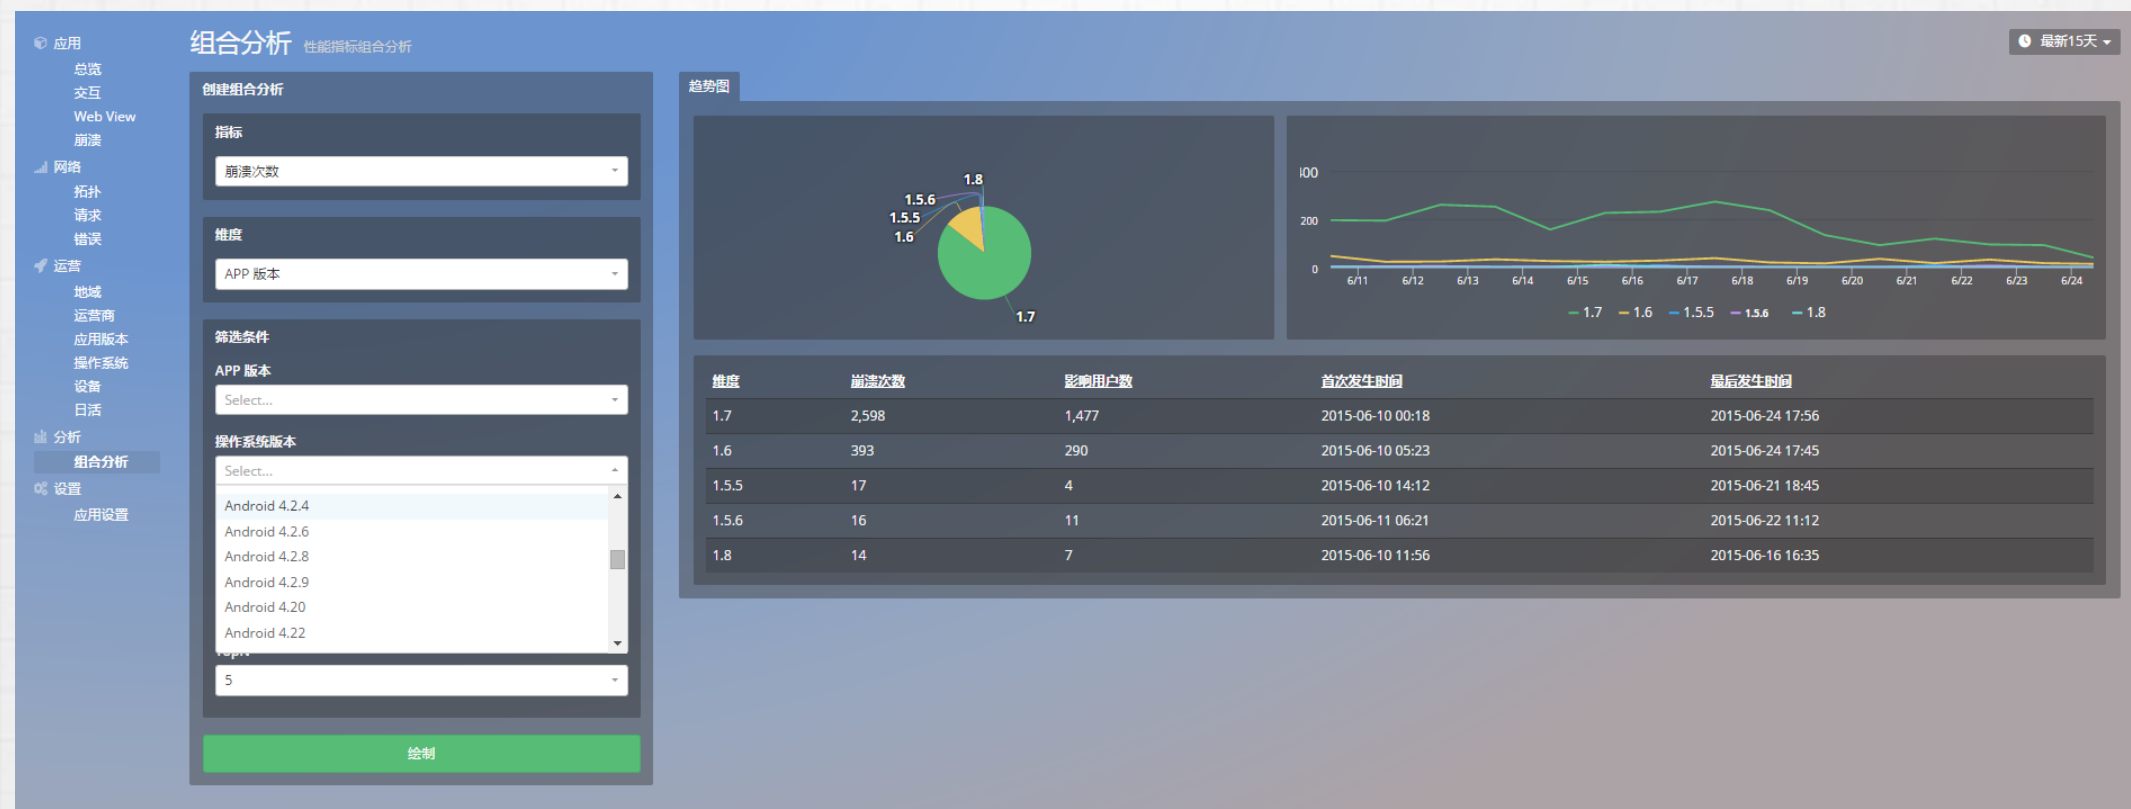 应用
总览
交互
Web View
崩溃
网络
拓扑
请求
错误
运营
地域
运营商
应用版本
操作系统
设备
日活
分析
组合分析
设置
应用设置
组合分析 性能指标组合分析
最新15天
创建组合分析
指标
崩溃次数
维度
APP 版本
筛选条件
APP 版本
Select...
操作系统版本
Select...
Android 4.2.4
Android 4.2.6
Android 4.2.8
Android 4.2.9
Android 4.20
Android 4.22
TopN
5
绘制
趋势图
1.8
1.5.6
1.5.5
1.6
1.7
400
200
0
6/11 6/12 6/13 6/14 6/15 6/16 6/17 6/18 6/19 6/20 6/21 6/22 6/23 6/24
1.7 1.6 1.5.5 1.5.6 1.8
维度 崩溃次数 影响用户数 首次发生时间 最后发生时间
1.7 2,598 1,477 2015-06-10 00:18 2015-06-24 17:56
1.6 393 290 2015-06-10 05:23 2015-06-24 17:45
1.5.5 17 4 2015-06-10 14:12 2015-06-21 18:45
1.5.6 16 11 2015-06-11 06:21 2015-06-22 11:12
1.8 14 7 2015-06-10 11:56 2015-06-16 16:35